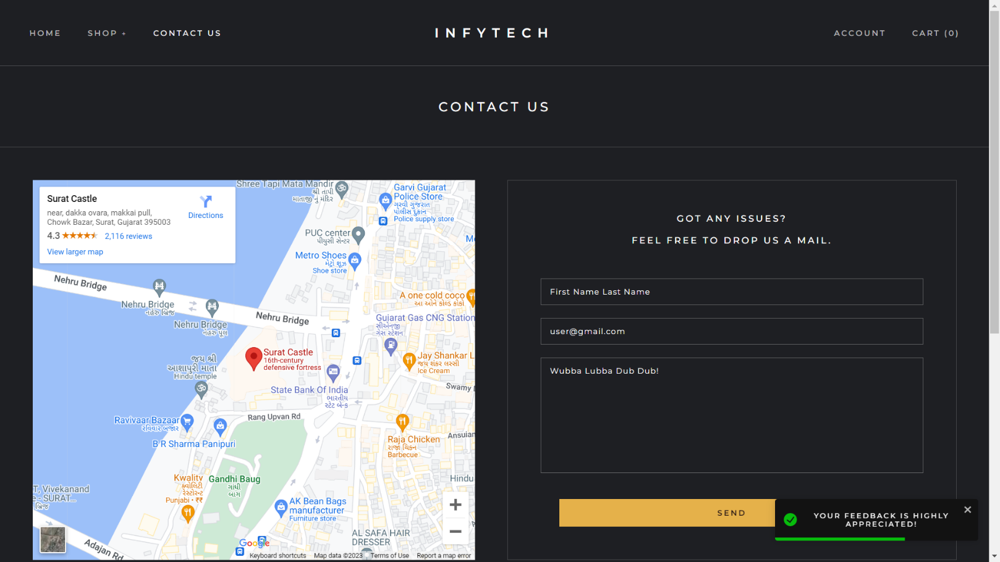 HOME
SHOP +
CONTACT US
INFYTECH
ACCOUNT
CART (0)
CONTACT US
Surat Castle
near, dakka ovara, makkai pull,
Chowk Bazar, Surat, Gujarat 395003
4.3
2,116 reviews
View larger map
Directions
Shree Tapi Mata Mandir
શ્રી તાપી
માતાજી નું મંદિર
Garvi Gujarat
Police Store
ગરવી ગુજરાત
પોલીસ દુકાન
Police supply store
PUC center
પીયુસી સેન્ટર
Metro Shoes
મેટ્રો શૂઝ
Shoe store
Nehru Bridge
Nehru Bridge
નેહરુ બ્રિજ
Nehru Bridge
નેહરુ પૂલ
Nehru Bridge
A one cold coco
આ ઓને કોલ્ડ કોકો
Gujarat Gas CNG Station
સીએનજી
ગેસ સ્ટેશન
Surat Castle
16th-century
defensive fortress
જય શ્રી
આશાપુરી માતા
Hindu temple
Jay Shankar L
જય શંકર લસ્સી
Ice Cream
State Bank Of India
ભારતીય
સ્ટેટ બેન્ક
Swamy
Rang Upvan Rd
Ravivaar Bazaar
રવિવાર બજાર
B R Sharma Panipuri
Raja Chicken
રાજા ચિકન
Barbecue
Ansuian
Kwality
ક્વોલિટી
રેસ્ટોરન્ટ
Punjabi • ₹₹
Gandhi Baug
ગાંધી
બાગ
Hindu
T, Vivekanand
e - SURAT...
બ્રિજ
AK Bean Bags
manufacturer
Furniture store
AL SAFA HAIR
DRESSER
Adajan Rd
Google
Keyboard shortcuts
Map data ©2023
Terms of Use
Report a map error
GOT ANY ISSUES?
FEEL FREE TO DROP US A MAIL.
First Name Last Name
user@gmail.com
Wubba Lubba Dub Dub!
SEND
YOUR FEEDBACK IS HIGHLY
APPRECIATED!